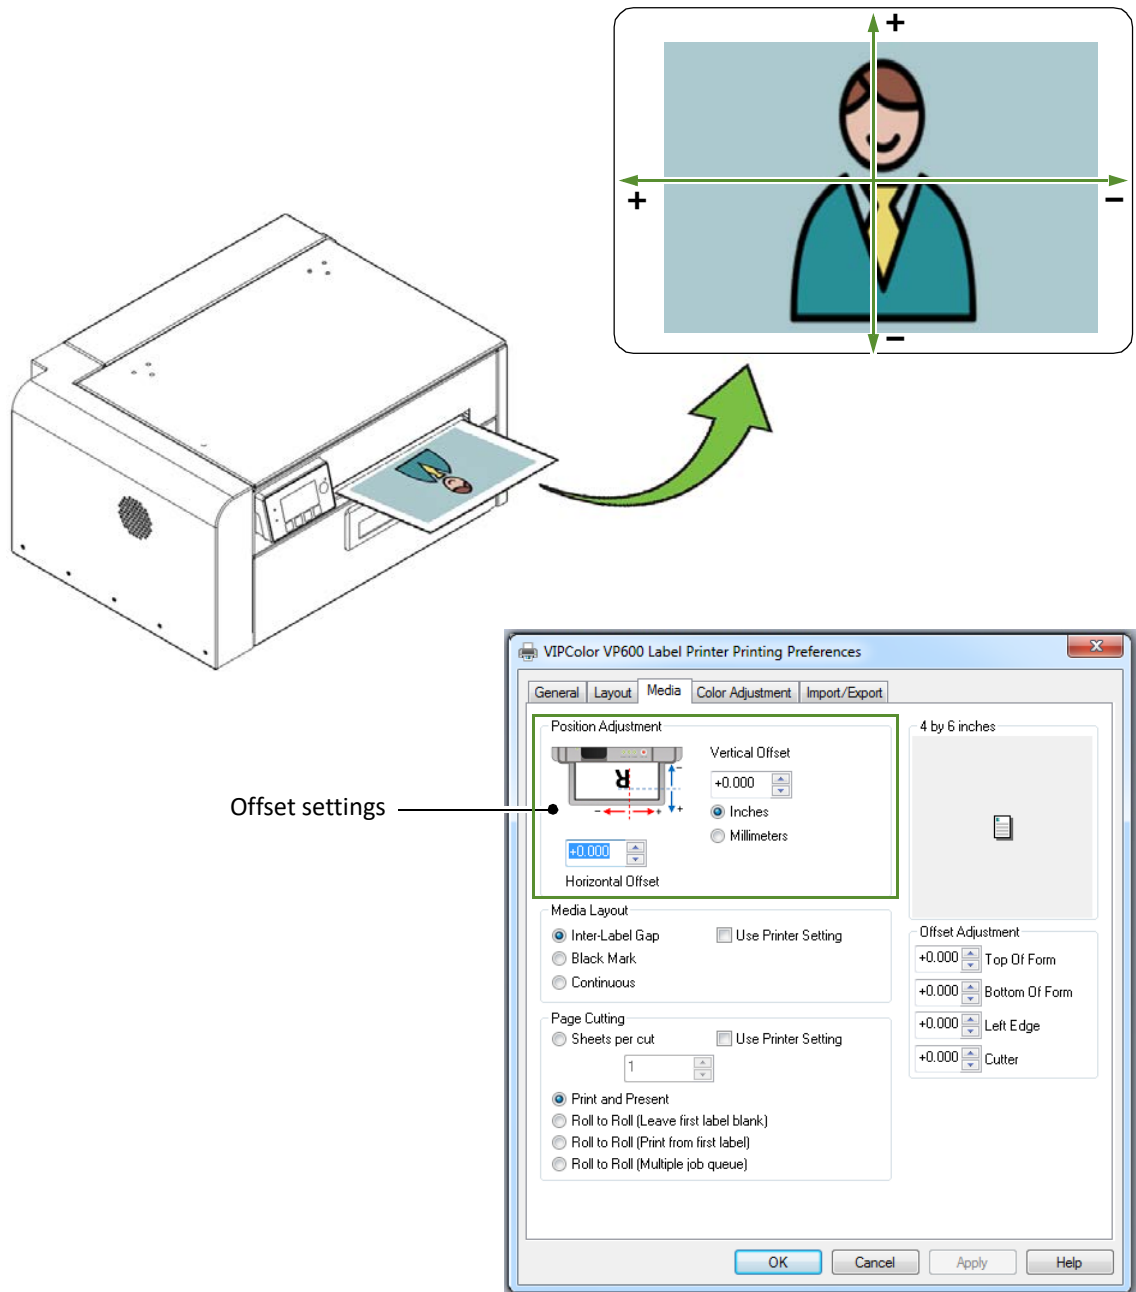 +
+
−
−
Offset settings
VIPColor VP600 Label Printer Printing Preferences
General Layout Media Color Adjustment Import/Export
Position Adjustment
R
−
− + +
Vertical Offset
+0.000
Inches
Millimeters
+0.000
Horizontal Offset
4 by 6 inches
Media Layout
Inter-Label Gap Use Printer Setting
Black Mark
Continuous
Offset Adjustment
+0.000 Top Of Form
+0.000 Bottom Of Form
+0.000 Left Edge
+0.000 Cutter
Page Cutting
Sheets per cut Use Printer Setting
1
Print and Present
Roll to Roll (Leave first label blank)
Roll to Roll (Print from first label)
Roll to Roll (Multiple job queue)
OK Cancel Apply Help